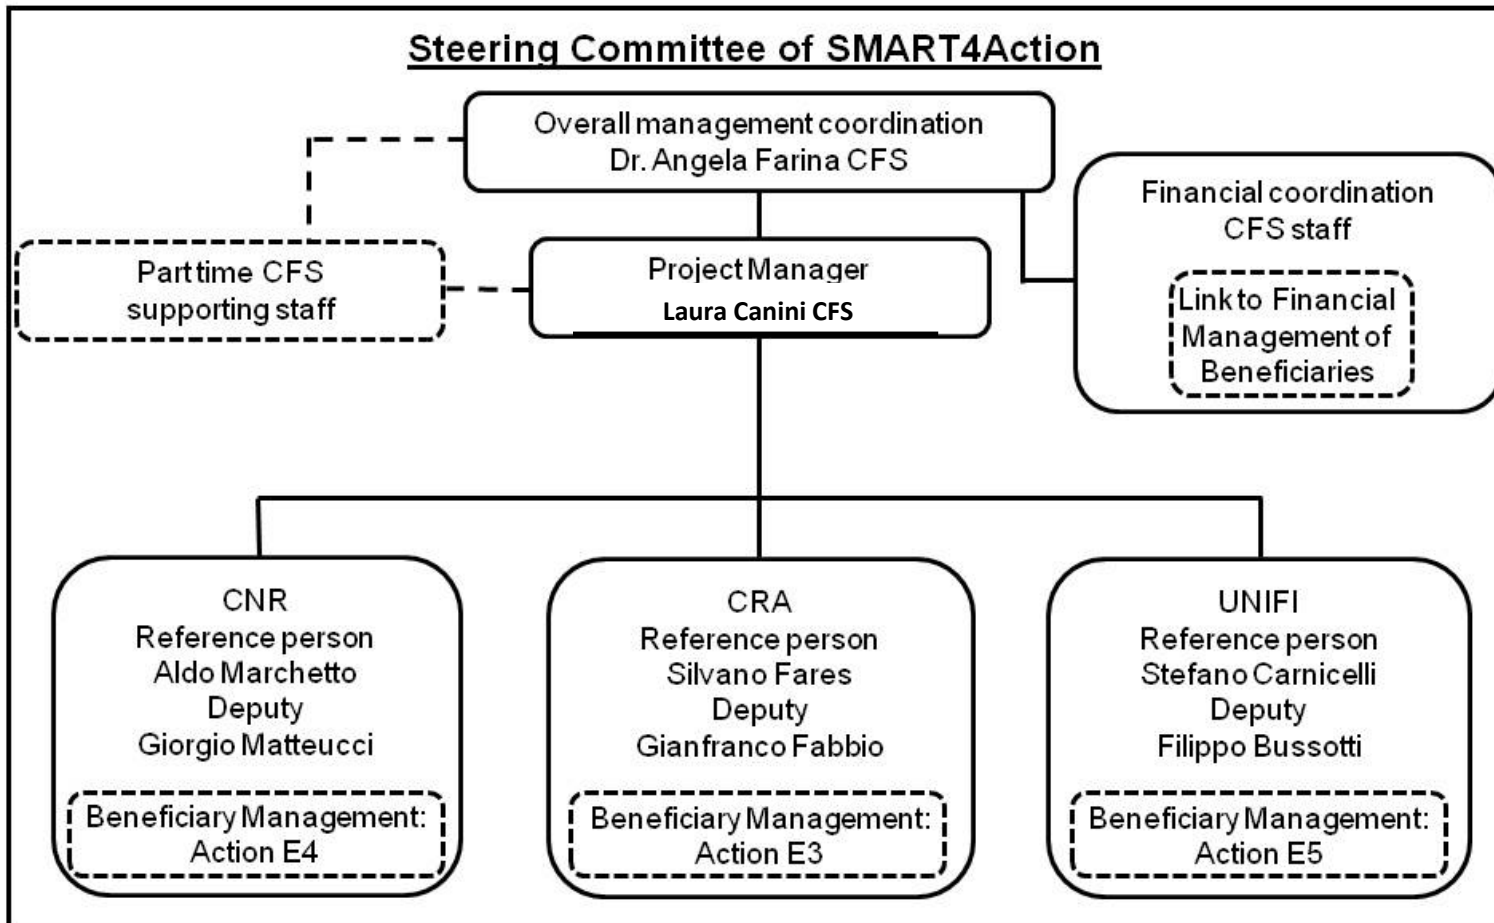 Steering Committee of SMART4Action
Overall management coordination
Dr. Angela Farina CFS
Financial coordination
CFS staff
Link to Financial
Management of
Beneficiaries
Part time CFS
supporting staff
Project Manager
Laura Canini CFS
CNR
Reference person
Aldo Marchetto
Deputy
Giorgio Matteucci
Beneficiary Management:
Action E4
CRA
Reference person
Silvano Fares
Deputy
Gianfranco Fabbio
Beneficiary Management:
Action E3
UNIFI
Reference person
Stefano Carnicelli
Deputy
Filippo Bussotti
Beneficiary Management:
Action E5